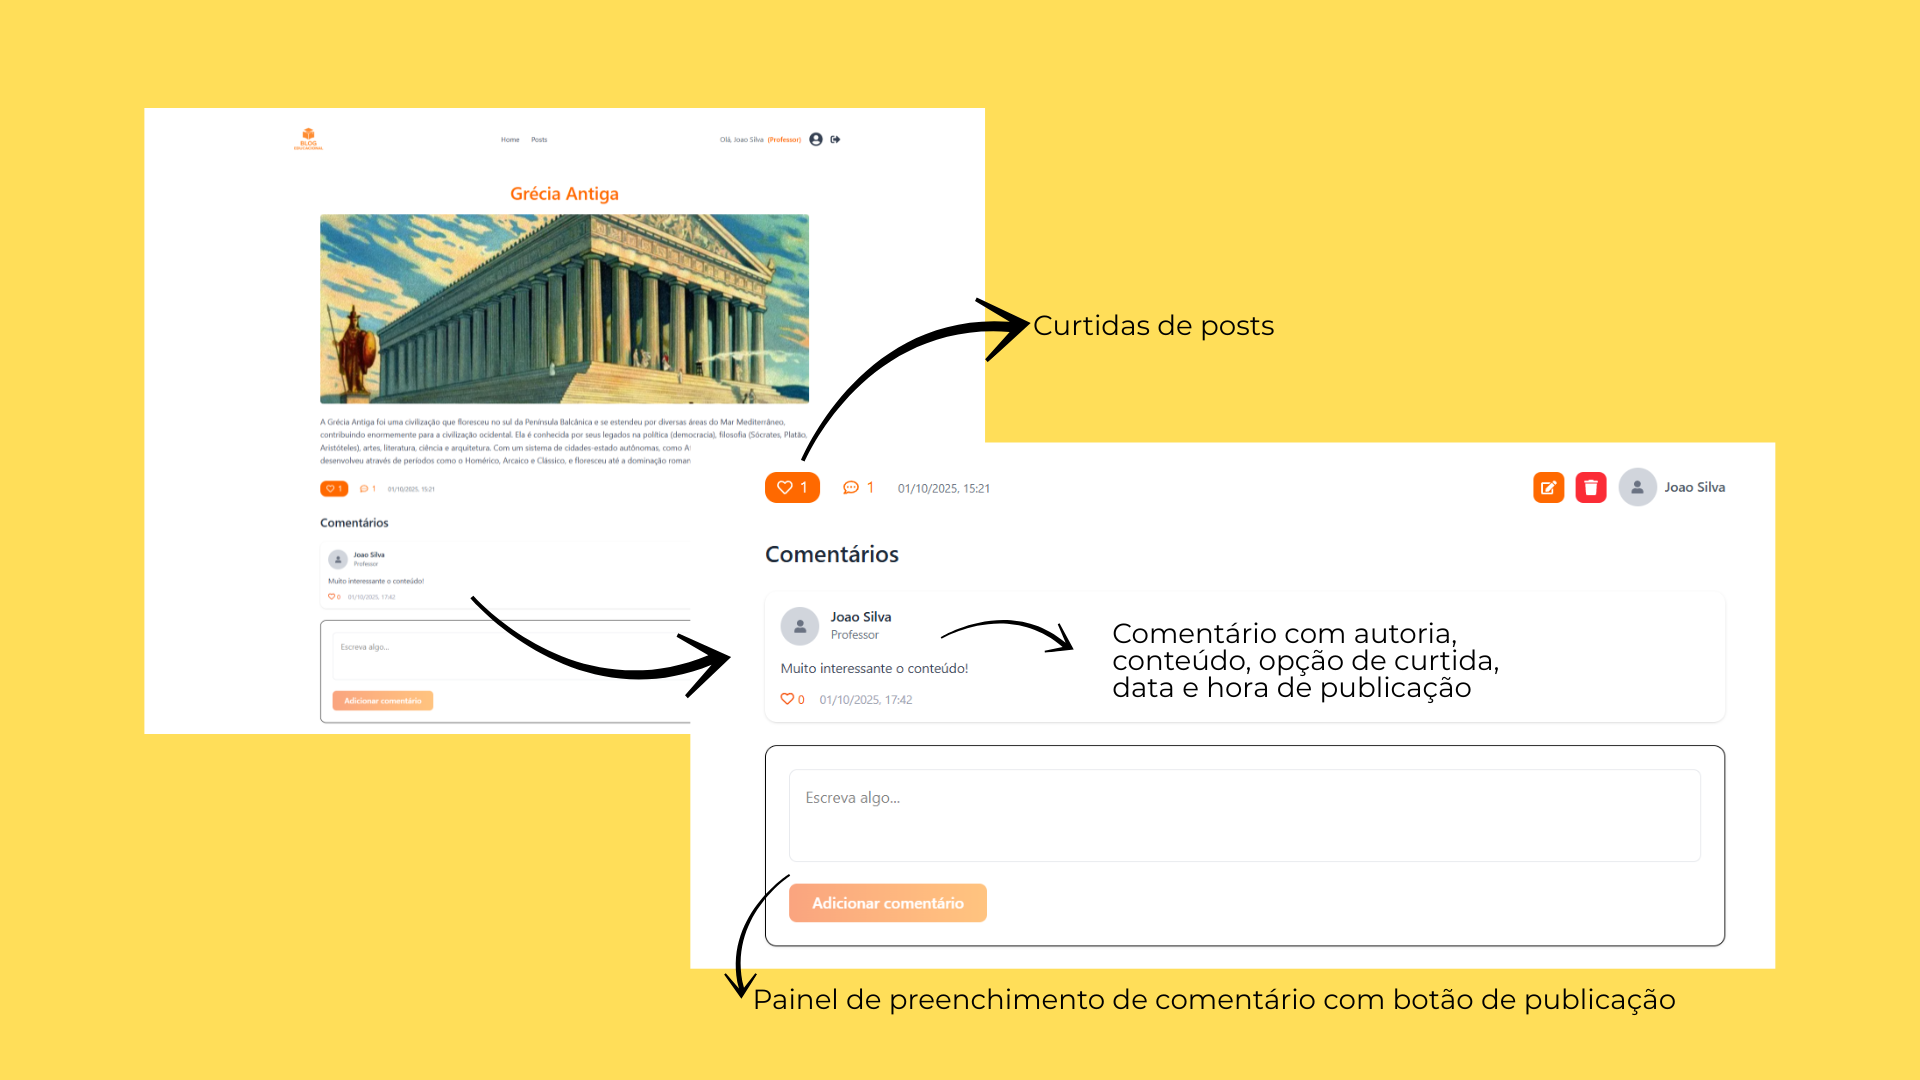 BLOG
EDUCACIONAL
Home Posts
Olá, Joao Silva (Professor)
Grécia Antiga
A Grécia Antiga foi uma civilização que floresceu no sul da Península Balcânica e se estendeu por diversas áreas do Mar Mediterrâneo,
contribuindo enormemente para a civilização ocidental. Ela é conhecida por seus legados na política (democracia), filosofia (Sócrates, Platão,
Aristóteles), artes, literatura, ciência e arquitetura. Com um sistema de cidades-estado autônomas, como
desenvolveu através de períodos como o Homérico, Arcaico e Clássico, e floresceu até a dominação
1 1 01/10/2025, 15:21
Comentários
Joao Silva
Professor
Muito interessante o conteúdo!
0 01/10/2025, 17:42
Escreva algo...
Adicionar comentário
Curtidas de posts
1 1 01/10/2025, 15:21 Joao Silva
Comentários
Joao Silva
Professor
Muito interessante o conteúdo!
0 01/10/2025, 17:42
Comentário com autoria,
conteúdo, opção de curtida,
data e hora de publicação
Escreva algo...
Adicionar comentário
Painel de preenchimento de comentário com botão de publicação